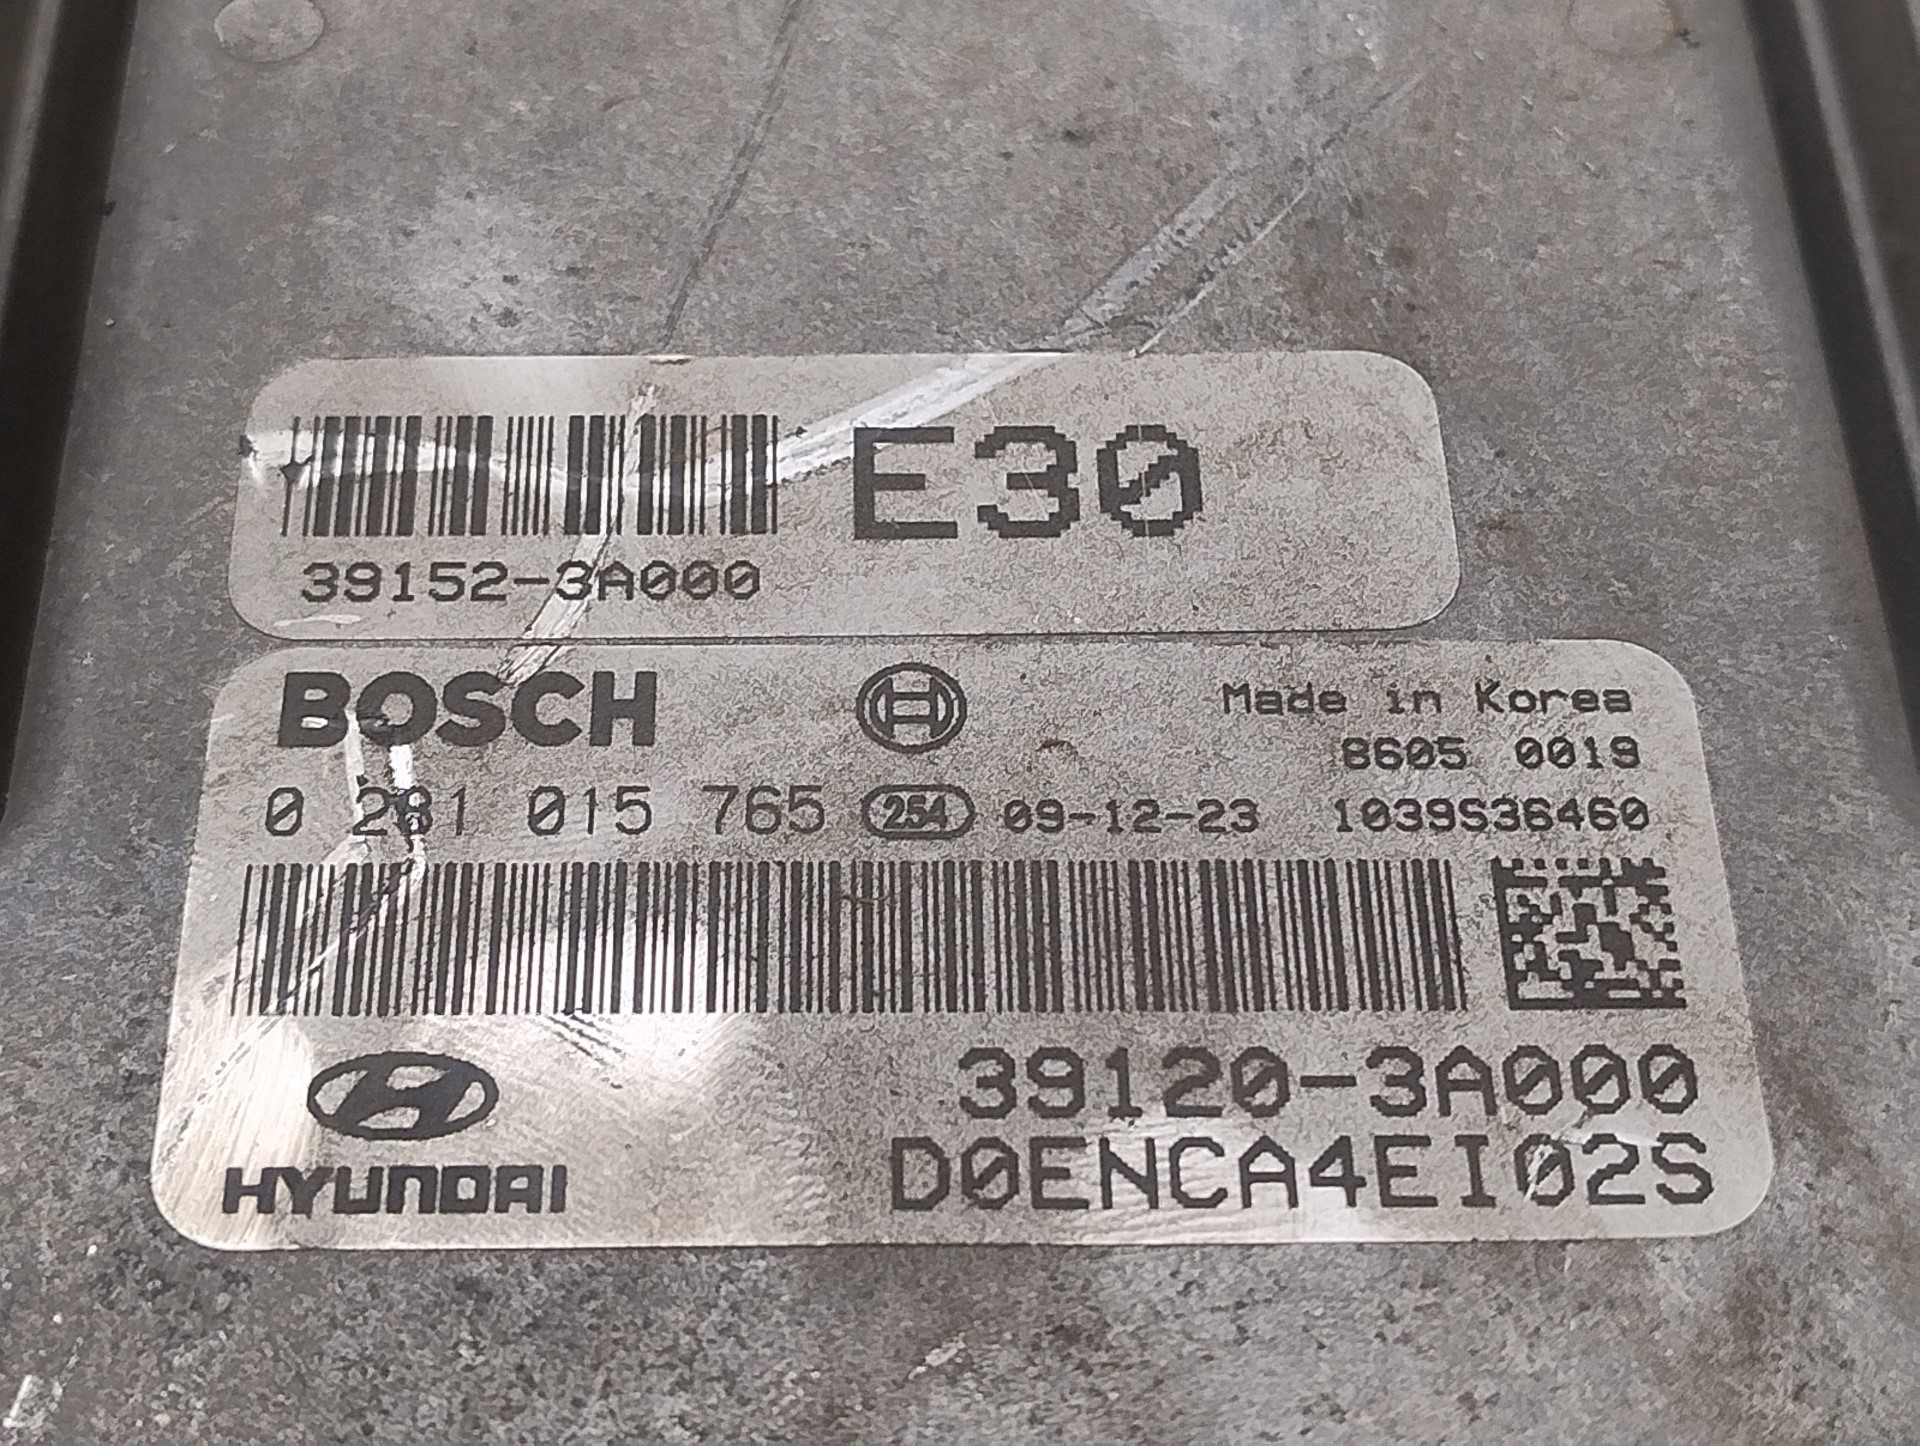 E30
39152-3A000
BOSCH Made in Korea
8605 0019
0 281 015 765 254 09-12-23 1039S36460
39120-3A000
HYUNDAI D0ENCA4EI02S